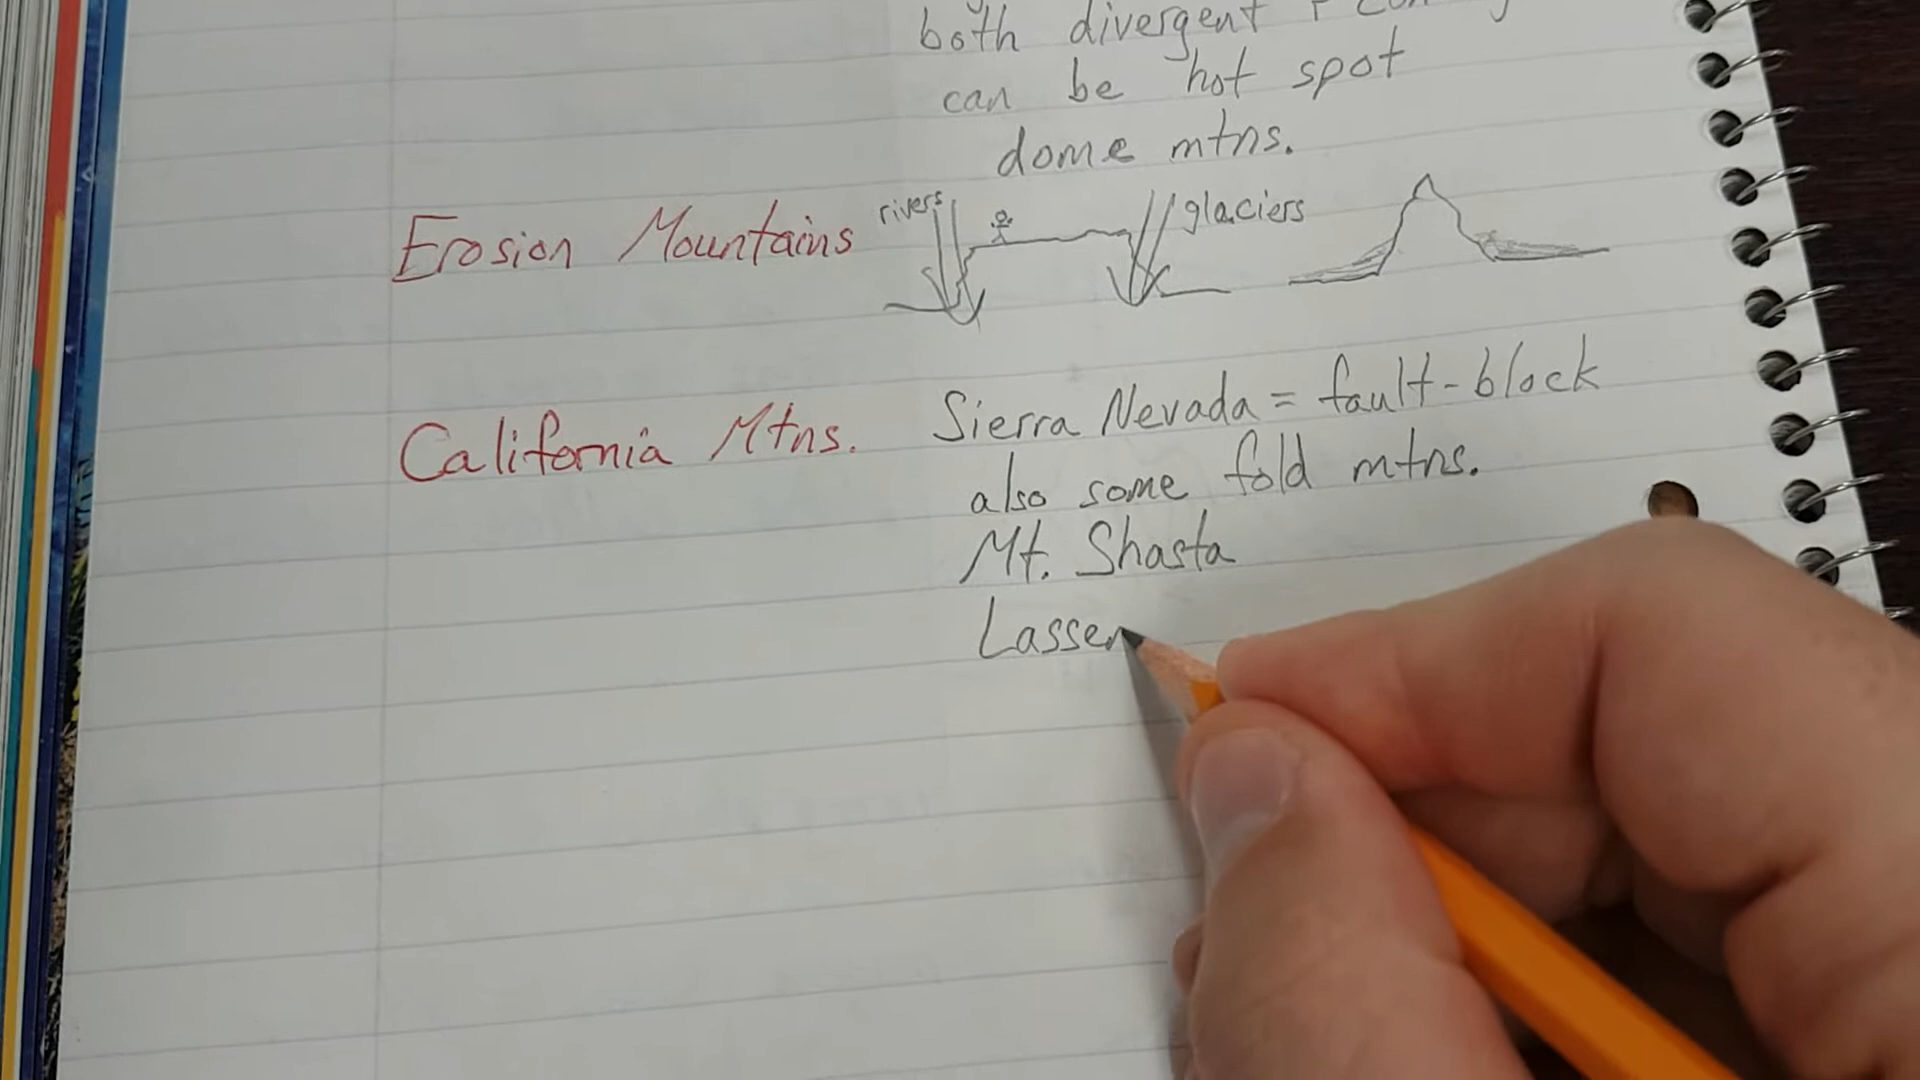 both divergent +
can be hot spot
dome mtns.
Erosion Mountains
rivers
glaciers
California Mtns.
Sierra Nevada = fault-block
also some fold mtns.
Mt. Shasta
Lassen